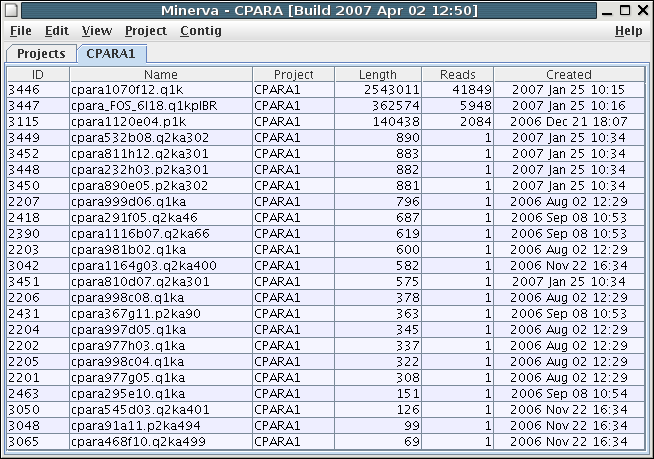 Minerva - CPARA [Build 2007 Apr 02 12:50]
File Edit View Project Contig Help
Projects CPARA1
ID Name Project Length Reads Created
3446 cpara1070f12.q1k CPARA1 2543011 41849 2007 Jan 25 10:15
3447 cpara_FOS_6l18.q1kpIBR CPARA1 362574 5948 2007 Jan 25 10:16
3115 cpara1120e04.p1k CPARA1 140438 2084 2006 Dec 21 18:07
3449 cpara532b08.q2ka302 CPARA1 890 1 2007 Jan 25 10:34
3452 cpara811h12.q2ka301 CPARA1 883 1 2007 Jan 25 10:34
3448 cpara232h03.p2ka301 CPARA1 882 1 2007 Jan 25 10:34
3450 cpara890e05.p2ka302 CPARA1 881 1 2007 Jan 25 10:34
2207 cpara999d06.q1ka CPARA1 796 1 2006 Aug 02 12:29
2418 cpara291f05.q2ka46 CPARA1 687 1 2006 Sep 08 10:53
2390 cpara1116b07.q2ka66 CPARA1 619 1 2006 Sep 08 10:53
2203 cpara981b02.q1ka CPARA1 600 1 2006 Aug 02 12:29
3042 cpara1164g03.q2ka400 CPARA1 582 1 2006 Nov 22 16:34
3451 cpara810d07.q2ka301 CPARA1 575 1 2007 Jan 25 10:34
2206 cpara998c08.q1ka CPARA1 378 1 2006 Aug 02 12:29
2431 cpara367g11.p2ka90 CPARA1 363 1 2006 Sep 08 10:53
2204 cpara997d05.q1ka CPARA1 345 1 2006 Aug 02 12:29
2202 cpara977h03.q1ka CPARA1 337 1 2006 Aug 02 12:29
2205 cpara998c04.q1ka CPARA1 322 1 2006 Aug 02 12:29
2201 cpara977g05.q1ka CPARA1 308 1 2006 Aug 02 12:29
2463 cpara295e10.q1ka CPARA1 151 1 2006 Sep 08 10:54
3050 cpara545d03.q2ka401 CPARA1 126 1 2006 Nov 22 16:34
3048 cpara91a11.p2ka494 CPARA1 99 1 2006 Nov 22 16:34
3065 cpara468f10.q2ka499 CPARA1 69 1 2006 Nov 22 16:34